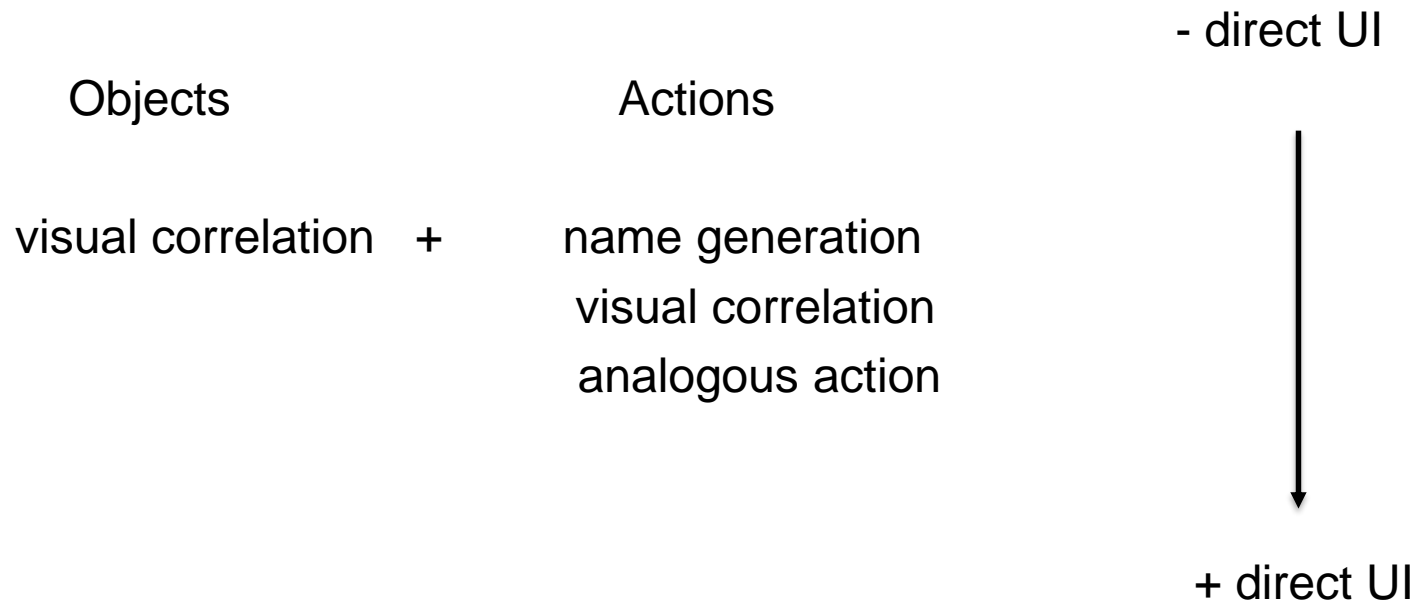 - direct UI
Objects Actions
visual correlation + name generation
visual correlation
analogous action
+ direct UI